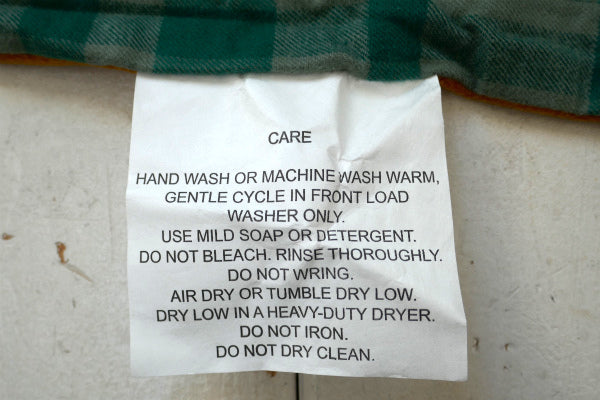 CARE
HAND WASH OR MACHINE WASH WARM,
GENTLE CYCLE IN FRONT LOAD
WASHER ONLY.
USE MILD SOAP OR DETERGENT.
DO NOT BLEACH. RINSE THOROUGHLY.
DO NOT WRING.
AIR DRY OR TUMBLE DRY LOW.
DRY LOW IN A HEAVY-DUTY DRYER.
DO NOT IRON.
DO NOT DRY CLEAN.